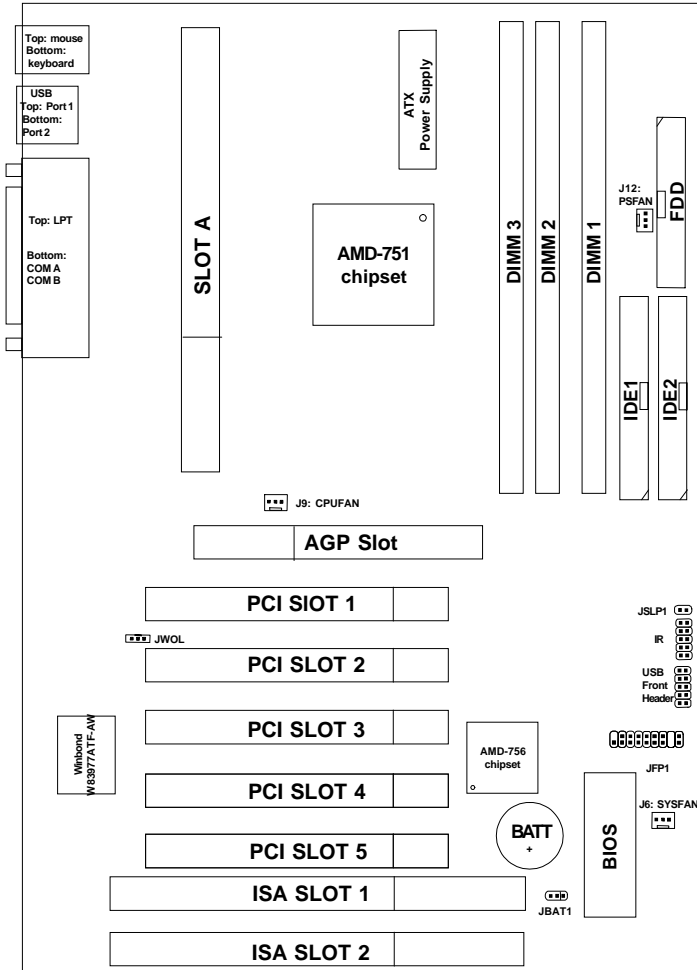 Top: mouse
Bottom:
keyboard
USB
Top: Port 1
Bottom:
Port 2
Top: LPT
Bottom:
COM A
COM B
SLOT A
ATX
Power Supply
AMD-751
chipset
DIMM 3
DIMM 2
DIMM 1
J12:
PSFAN
FDD
IDE1
IDE2
J9: CPUFAN
AGP Slot
PCI SlOT 1
JWOL
PCI SLOT 2
PCI SLOT 3
PCI SLOT 4
PCI SLOT 5
ISA SLOT 1
ISA SLOT 2
Winbond
W83977ATF-AW
AMD-756
chipset
BATT
+
BIOS
JBAT1
JSLP1
IR
USB
Front
Header
JFP1
J6: SYSFAN